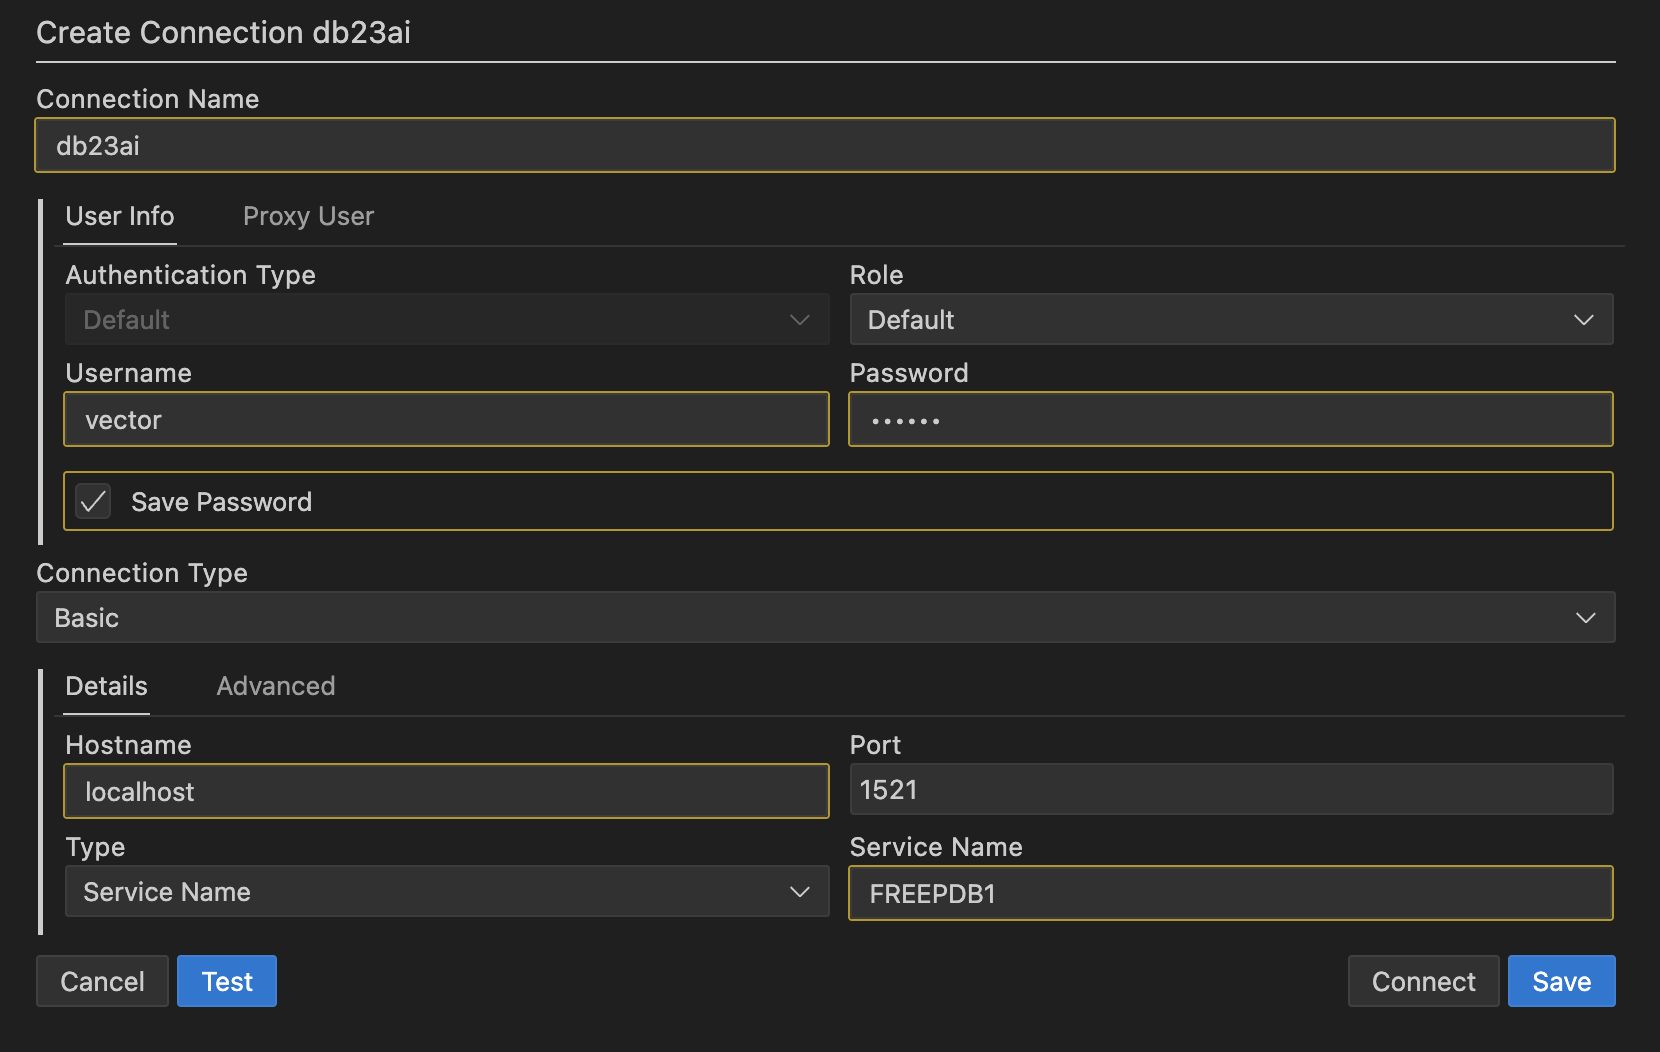 Create Connection db23ai
Connection Name
db23ai
User Info Proxy User
Authentication Type Role
Default Default
Username Password
vector ••••••
Save Password
Connection Type
Basic
Details Advanced
Hostname Port
localhost 1521
Type Service Name
Service Name FREEPDB1
Cancel Test Connect Save